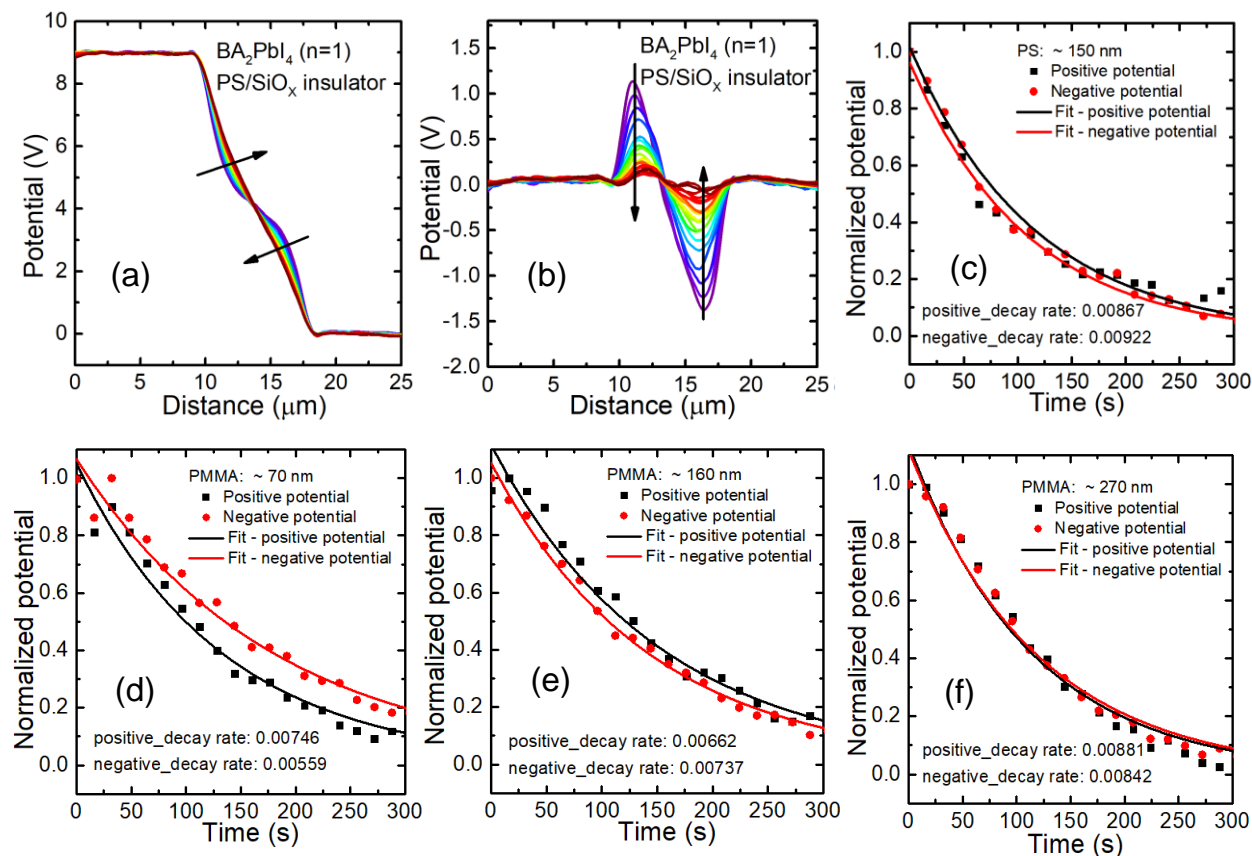 BA₂PbI₄ (n=1)
PS/SiOₓ insulator
Potential (V)
10
8
6
4
2
0
(a)
0 5 10 15 20 25
Distance (μm)
BA₂PbI₄ (n=1)
PS/SiOₓ insulator
Potential (V)
1.5
1.0
0.5
0.0
-0.5
-1.0
-1.5
-2.0
(b)
0 5 10 15 20 25
Distance (μm)
PS: ~ 150 nm
Positive potential
Negative potential
Fit - positive potential
Fit - negative potential
Normalized potential
1.0
0.8
0.6
0.4
0.2
0.0
(c)
positive_decay rate: 0.00867
negative_decay rate: 0.00922
0 50 100 150 200 250 300
Time (s)
PMMA: ~ 70 nm
Positive potential
Negative potential
Fit - positive potential
Fit - negative potential
Normalized potential
1.0
0.8
0.6
0.4
0.2
0.0
(d)
positive_decay rate: 0.00746
negative_decay rate: 0.00559
0 50 100 150 200 250 300
Time (s)
PMMA: ~ 160 nm
Positive potential
Negative potential
Fit - positive potential
Fit - negative potential
Normalized potential
1.0
0.8
0.6
0.4
0.2
0.0
(e)
positive_decay rate: 0.00662
negative_decay rate: 0.00737
0 50 100 150 200 250 300
Time (s)
PMMA: ~ 270 nm
Positive potential
Negative potential
Fit - positive potential
Fit - negative potential
Normalized potential
1.0
0.8
0.6
0.4
0.2
0.0
(f)
positive_decay rate: 0.00881
negative_decay rate: 0.00842
0 50 100 150 200 250 300
Time (s)